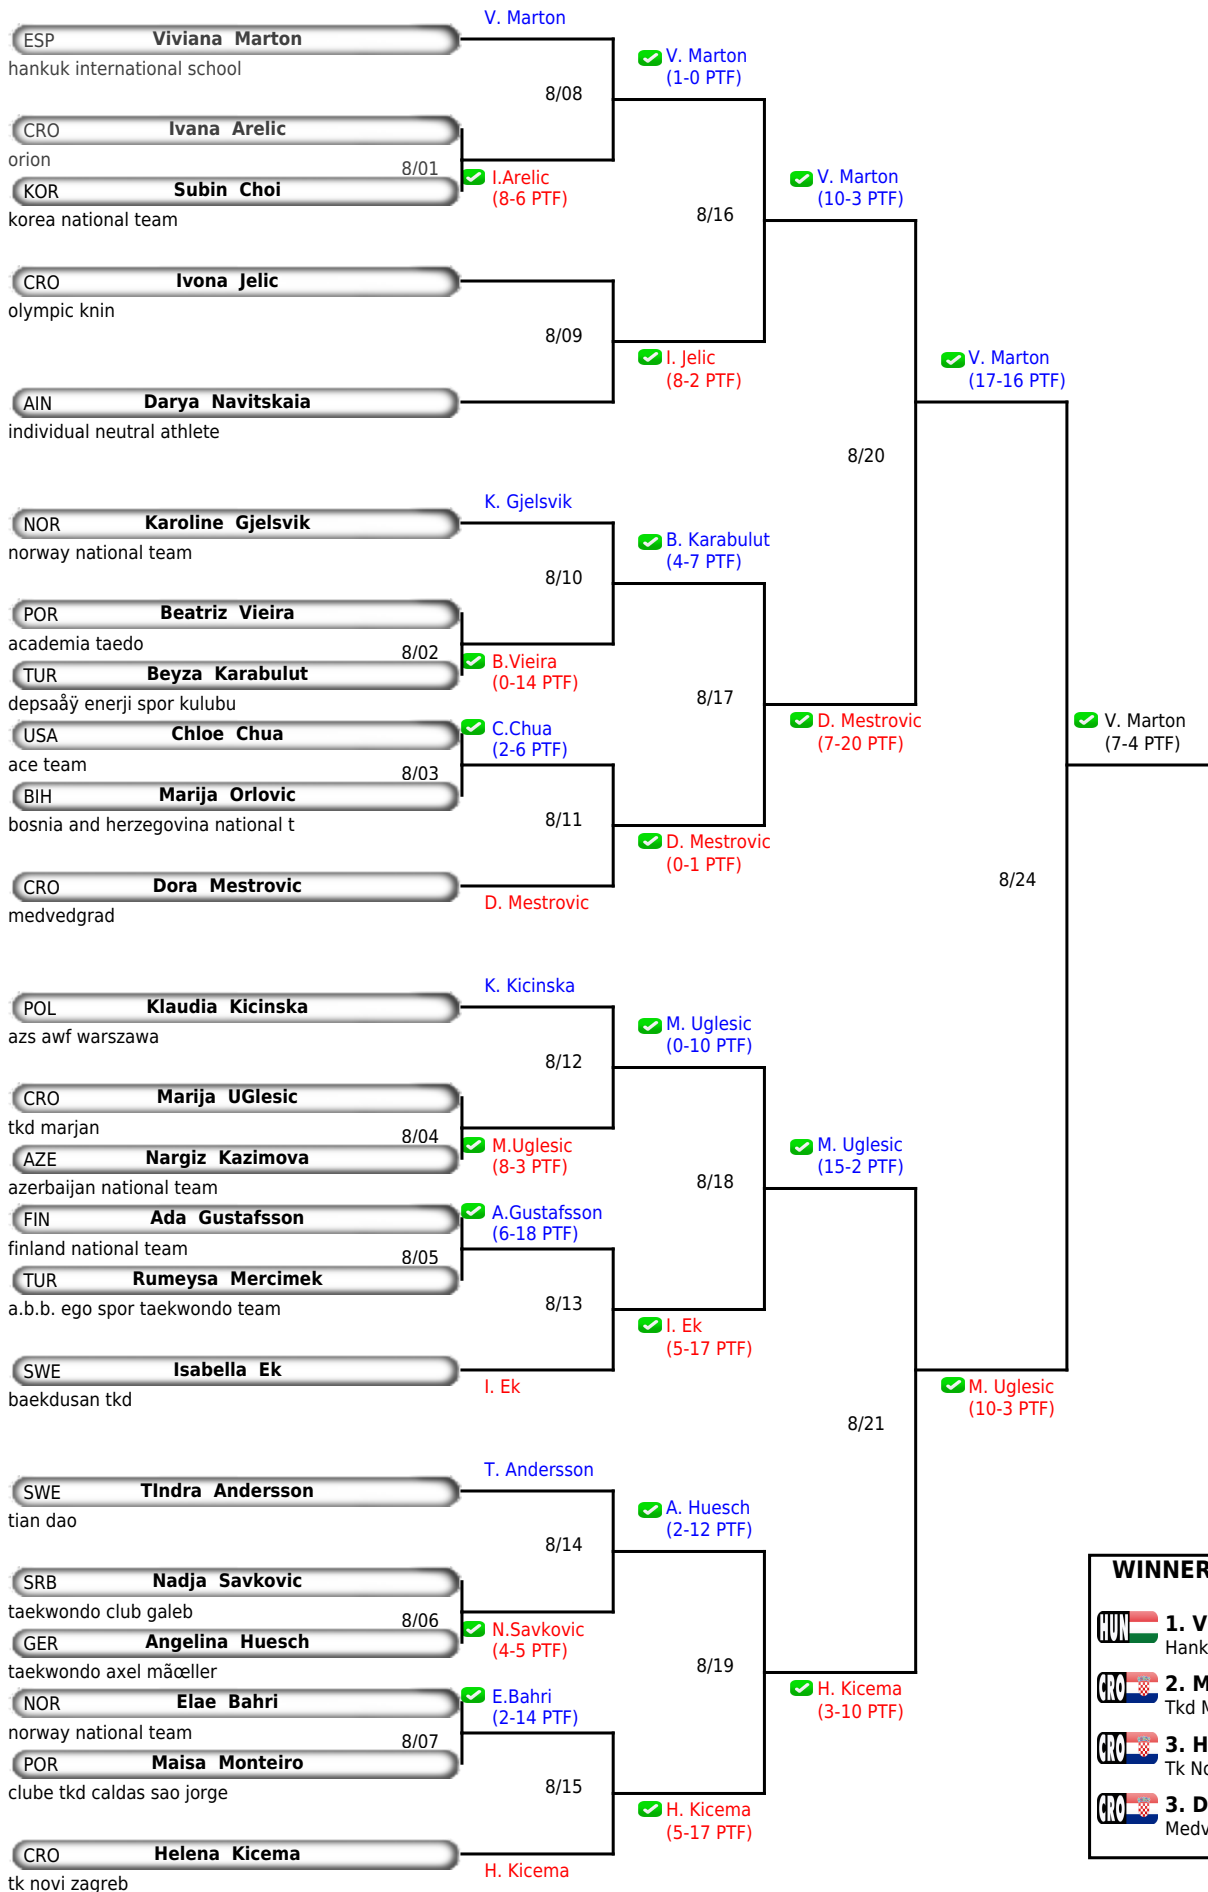 V. Marton
ESP Viviana Marton
hankuk international school
V. Marton
(1-0 PTF)
8/08
CRO Ivana Arelic
orion
8/01
I.Arelic
(8-6 PTF)
KOR Subin Choi
korea national team
V. Marton
(10-3 PTF)
8/16
CRO Ivona Jelic
olympic knin
8/09
I. Jelic
(8-2 PTF)
AIN Darya Navitskaia
individual neutral athlete
V. Marton
(17-16 PTF)
8/20
K. Gjelsvik
NOR Karoline Gjelsvik
norway national team
B. Karabulut
(4-7 PTF)
8/10
POR Beatriz Vieira
academia taedo
8/02
B.Vieira
(0-14 PTF)
TUR Beyza Karabulut
depsaåÿ enerji spor kulubu
8/17
D. Mestrovic
(7-20 PTF)
USA Chloe Chua
ace team
C.Chua
(2-6 PTF)
8/03
BIH Marija Orlovic
bosnia and herzegovina national t
8/11
D. Mestrovic
(0-1 PTF)
V. Marton
(7-4 PTF)
CRO Dora Mestrovic
medvedgrad
D. Mestrovic
8/24
K. Kicinska
POL Klaudia Kicinska
azs awf warszawa
M. Uglesic
(0-10 PTF)
8/12
CRO Marija UGlesic
tkd marjan
8/04
M.Uglesic
(8-3 PTF)
AZE Nargiz Kazimova
azerbaijan national team
M. Uglesic
(15-2 PTF)
8/18
FIN Ada Gustafsson
finland national team
A.Gustafsson
(6-18 PTF)
8/05
TUR Rumeysa Mercimek
a.b.b. ego spor taekwondo team
8/13
I. Ek
(5-17 PTF)
SWE Isabella Ek
baekdusan tkd
I. Ek
M. Uglesic
(10-3 PTF)
8/21
T. Andersson
SWE TIndra Andersson
tian dao
A. Huesch
(2-12 PTF)
8/14
SRB Nadja Savkovic
taekwondo club galeb
8/06
N.Savkovic
(4-5 PTF)
GER Angelina Huesch
taekwondo axel mãœller
8/19
H. Kicema
(3-10 PTF)
NOR Elae Bahri
norway national team
E.Bahri
(2-14 PTF)
8/07
POR Maisa Monteiro
clube tkd caldas sao jorge
8/15
H. Kicema
(5-17 PTF)
CRO Helena Kicema
tk novi zagreb
H. Kicema
WINNER
HUN 1. V
Hank
CRO 2. M
Tkd M
CRO 3. H
Tk No
CRO 3. D
Medv